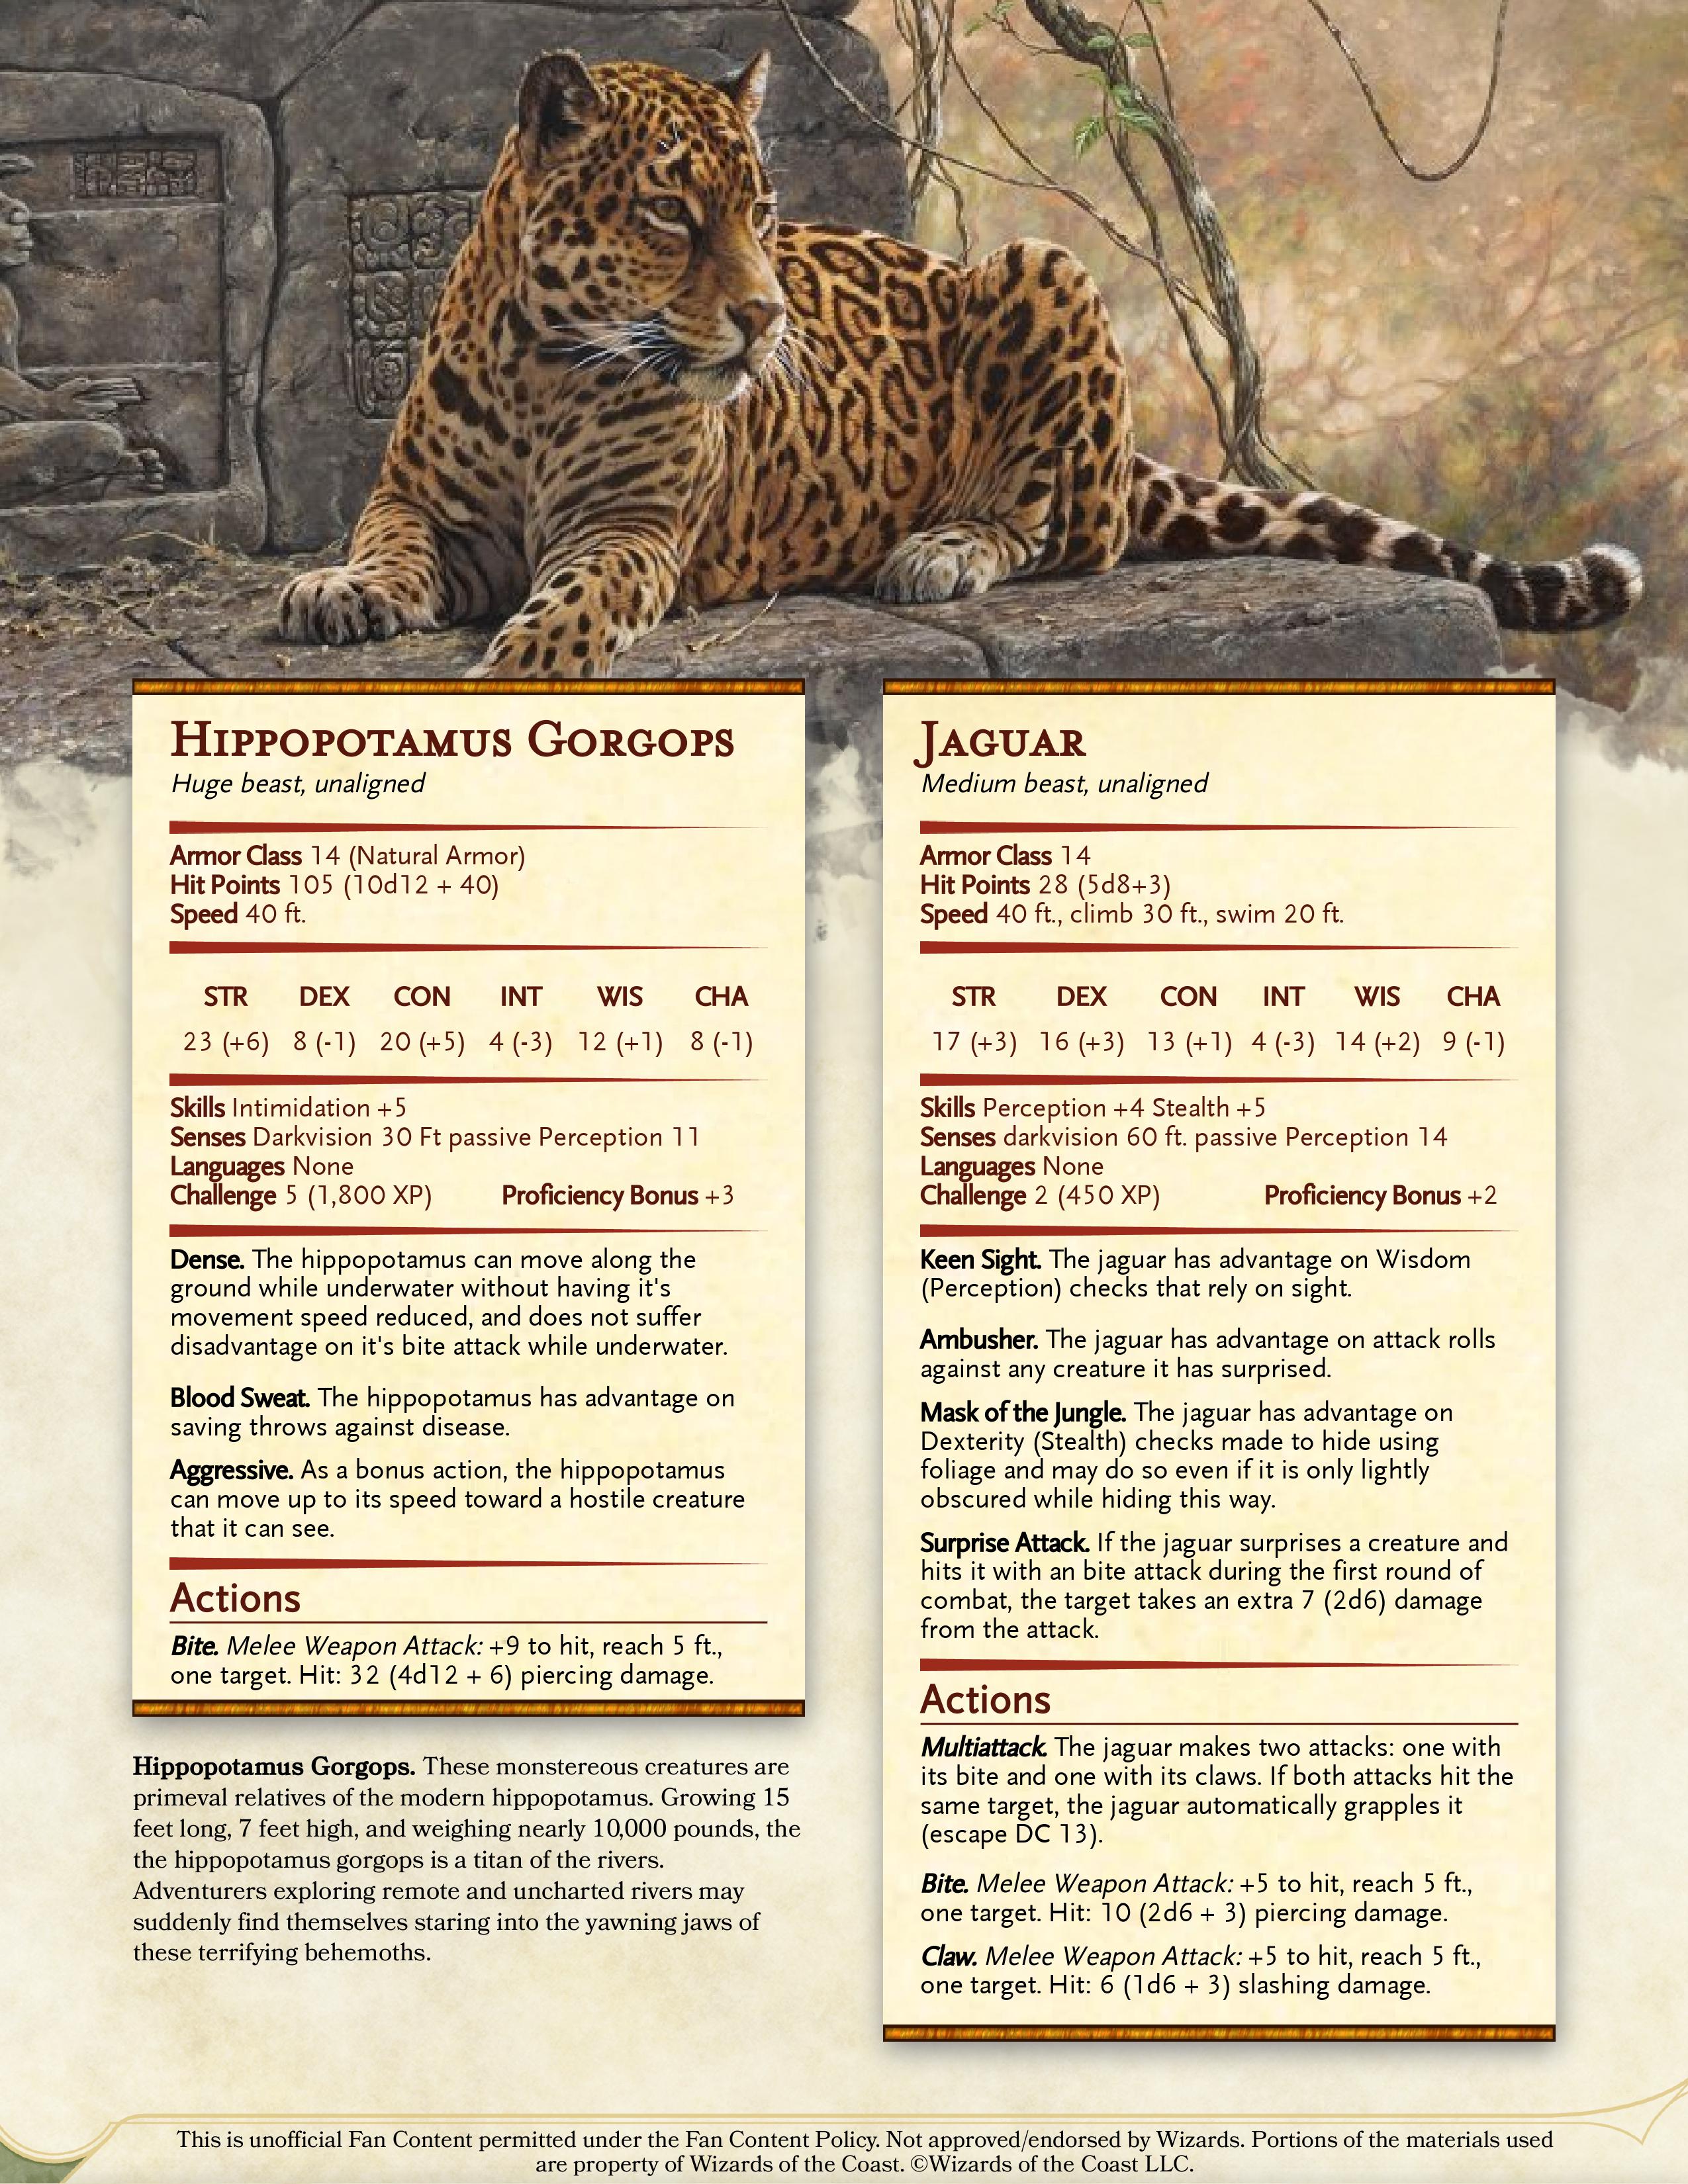 Hippopotamus Gorgops
Huge beast, unaligned
Armor Class 14 (Natural Armor)
Hit Points 105 (10d12 + 40)
Speed 40 ft.
STR DEX CON INT WIS CHA
23 (+6) 8 (-1) 20 (+5) 4 (-3) 12 (+1) 8 (-1)
Skills Intimidation +5
Senses Darkvision 30 Ft passive Perception 11
Languages None
Challenge 5 (1,800 XP) Proficiency Bonus +3
Dense. The hippopotamus can move along the
ground while underwater without having it's
movement speed reduced, and does not suffer
disadvantage on it's bite attack while underwater.
Blood Sweat. The hippopotamus has advantage on
saving throws against disease.
Aggressive. As a bonus action, the hippopotamus
can move up to its speed toward a hostile creature
that it can see.
Actions
Bite. Melee Weapon Attack: +9 to hit, reach 5 ft.,
one target. Hit: 32 (4d12 + 6) piercing damage.
Hippopotamus Gorgops. These monstereous creatures are
primeval relatives of the modern hippopotamus. Growing 15
feet long, 7 feet high, and weighing nearly 10,000 pounds, the
the hippopotamus gorgops is a titan of the rivers.
Adventurers exploring remote and uncharted rivers may
suddenly find themselves staring into the yawning jaws of
these terrifying behemoths.
Jaguar
Medium beast, unaligned
Armor Class 14
Hit Points 28 (5d8+3)
Speed 40 ft., climb 30 ft., swim 20 ft.
STR DEX CON INT WIS CHA
17 (+3) 16 (+3) 13 (+1) 4 (-3) 14 (+2) 9 (-1)
Skills Perception +4 Stealth +5
Senses darkvision 60 ft. passive Perception 14
Languages None
Challenge 2 (450 XP) Proficiency Bonus +2
Keen Sight. The jaguar has advantage on Wisdom
(Perception) checks that rely on sight.
Ambusher. The jaguar has advantage on attack rolls
against any creature it has surprised.
Mask of the Jungle. The jaguar has advantage on
Dexterity (Stealth) checks made to hide using
foliage and may do so even if it is only lightly
obscured while hiding this way.
Surprise Attack. If the jaguar surprises a creature and
hits it with an bite attack during the first round of
combat, the target takes an extra 7 (2d6) damage
from the attack.
Actions
Multiattack. The jaguar makes two attacks: one with
its bite and one with its claws. If both attacks hit the
same target, the jaguar automatically grapples it
(escape DC 13).
Bite. Melee Weapon Attack: +5 to hit, reach 5 ft.,
one target. Hit: 10 (2d6 + 3) piercing damage.
Claw. Melee Weapon Attack: +5 to hit, reach 5 ft.,
one target. Hit: 6 (1d6 + 3) slashing damage.
This is unofficial Fan Content permitted under the Fan Content Policy. Not approved/endorsed by Wizards. Portions of the materials used
are property of Wizards of the Coast. ©Wizards of the Coast LLC.